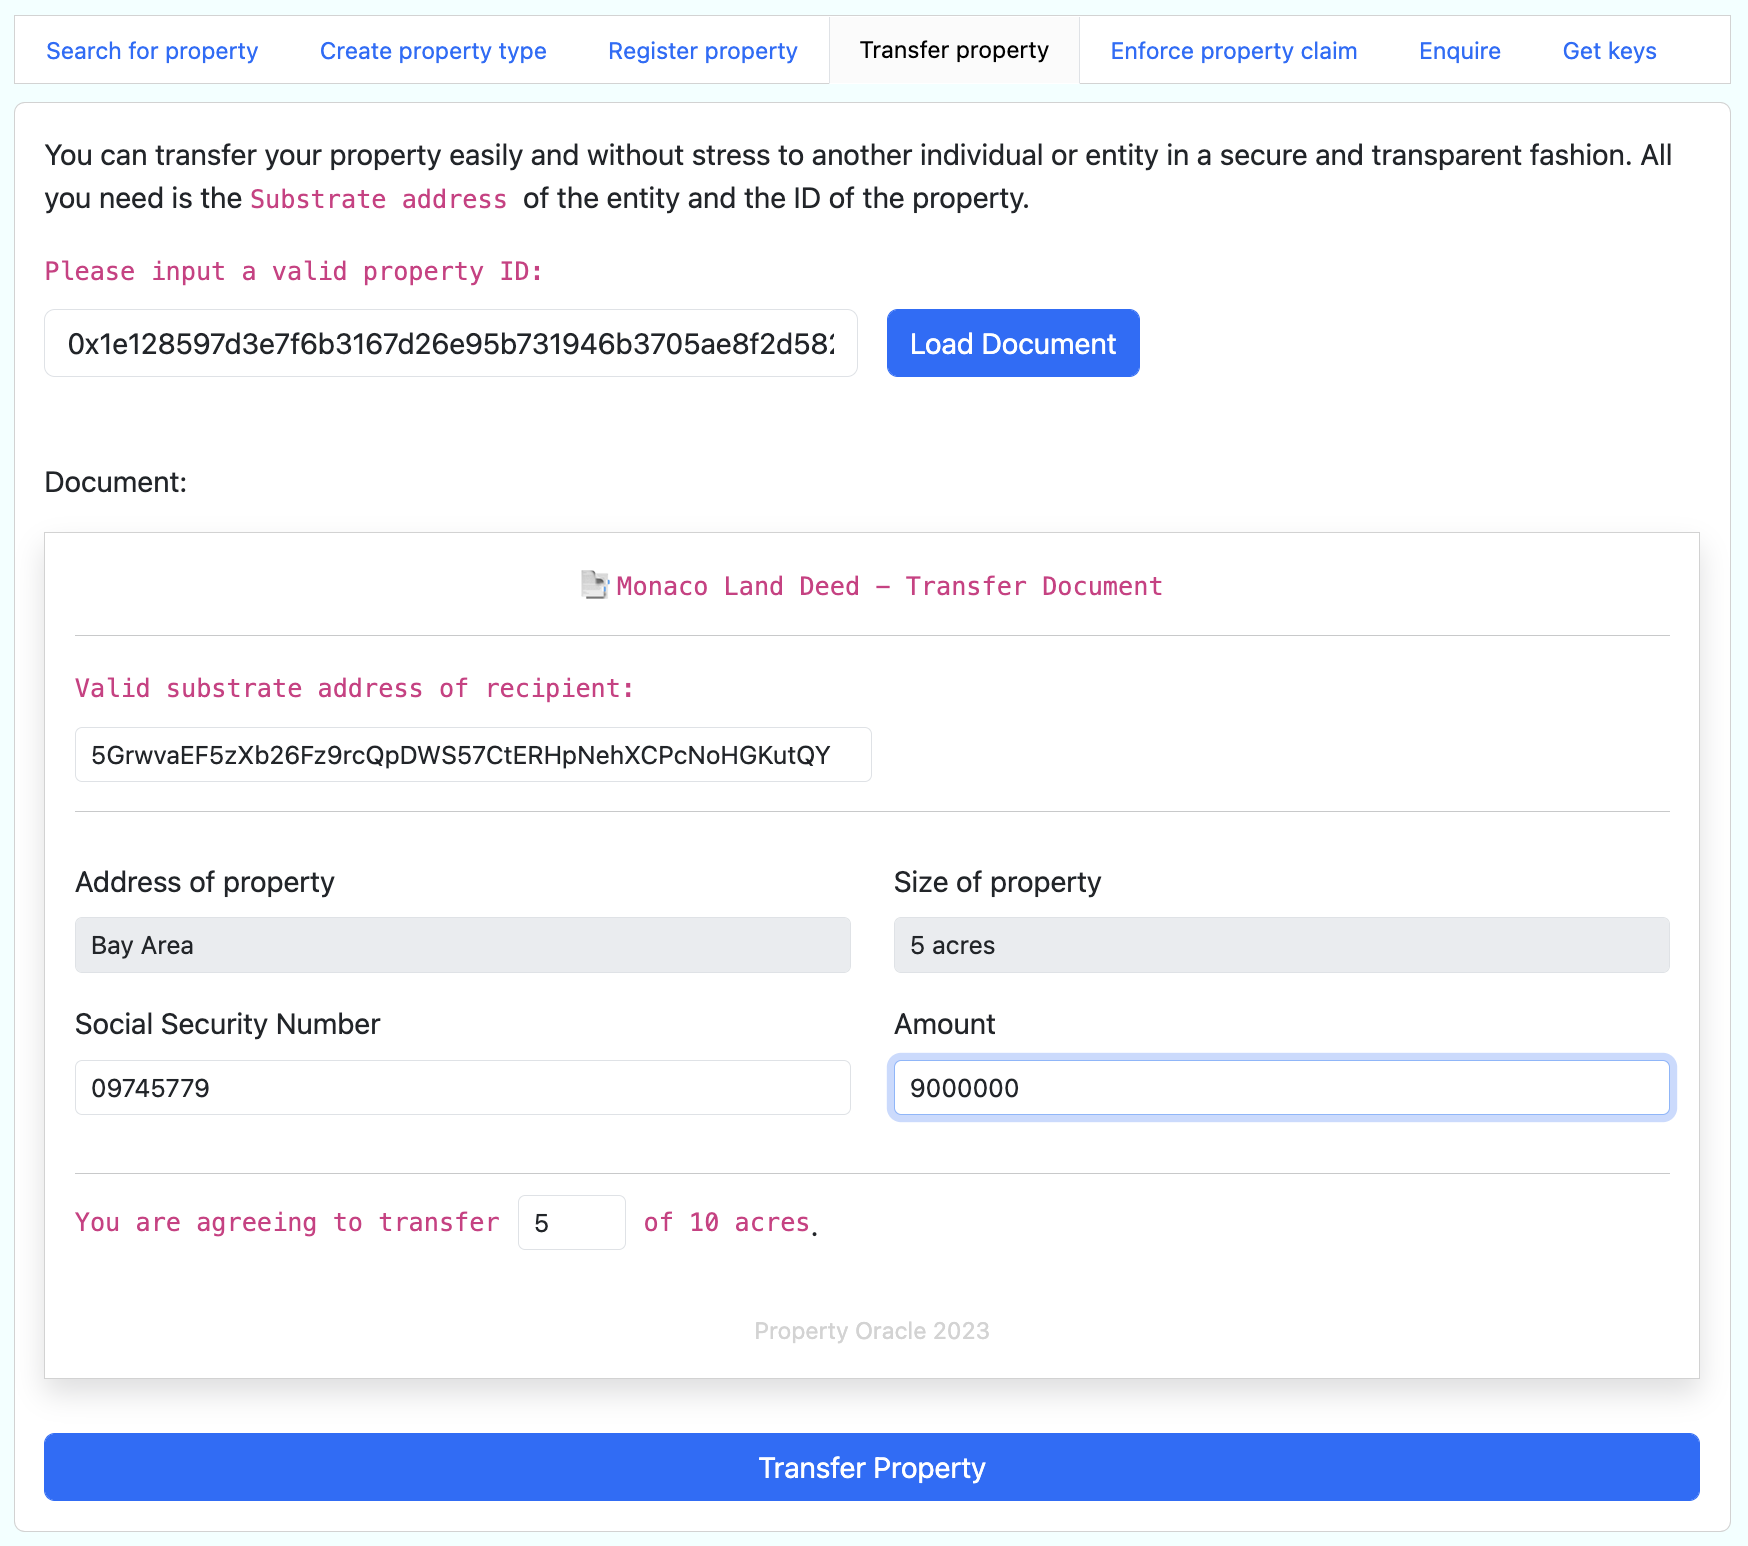 Search for property Create property type Register property Transfer property Enforce property claim Enquire Get keys
You can transfer your property easily and without stress to another individual or entity in a secure and transparent fashion. All
you need is the Substrate address of the entity and the ID of the property.
Please input a valid property ID:
0x1e128597d3e7f6b3167d26e95b731946b3705ae8f2d582 Load Document
Document:
Monaco Land Deed – Transfer Document
Valid substrate address of recipient:
5GrwvaEF5zXb26Fz9rcQpDWS57CtERHpNehXCPcNoHGKutQY
Address of property Size of property
Bay Area 5 acres
Social Security Number Amount
09745779 9000000
You are agreeing to transfer 5 of 10 acres.
Property Oracle 2023
Transfer Property